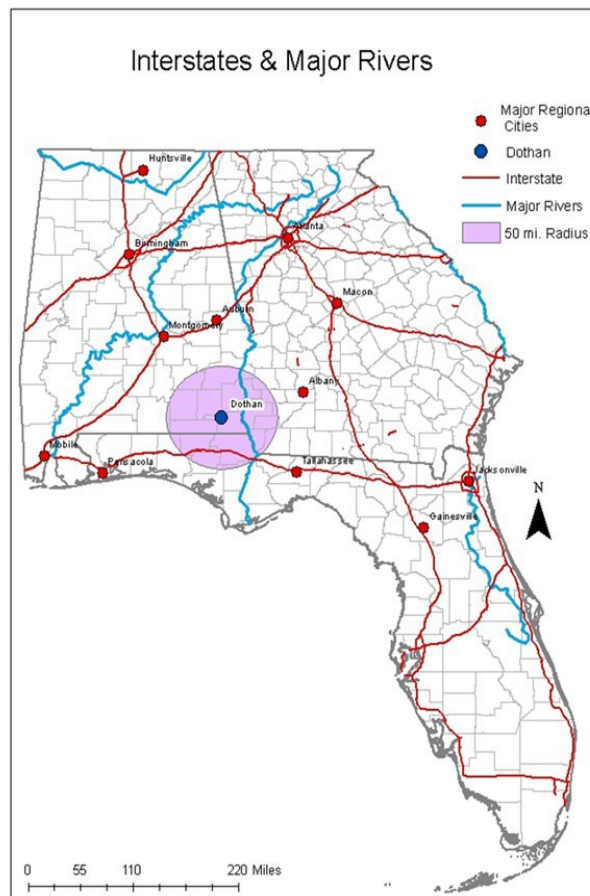 Interstates & Major Rivers
Major Regional
Cities
Dothan
Interstate
Major Rivers
50 mi. Radius
Huntsville
Atlanta
Birmingham
Macon
Auburn
Montgomery
Albany
Dothan
Mobile
Pensacola
Tallahassee
Jacksonville
N
Gainesville
0 55 110 220 Miles